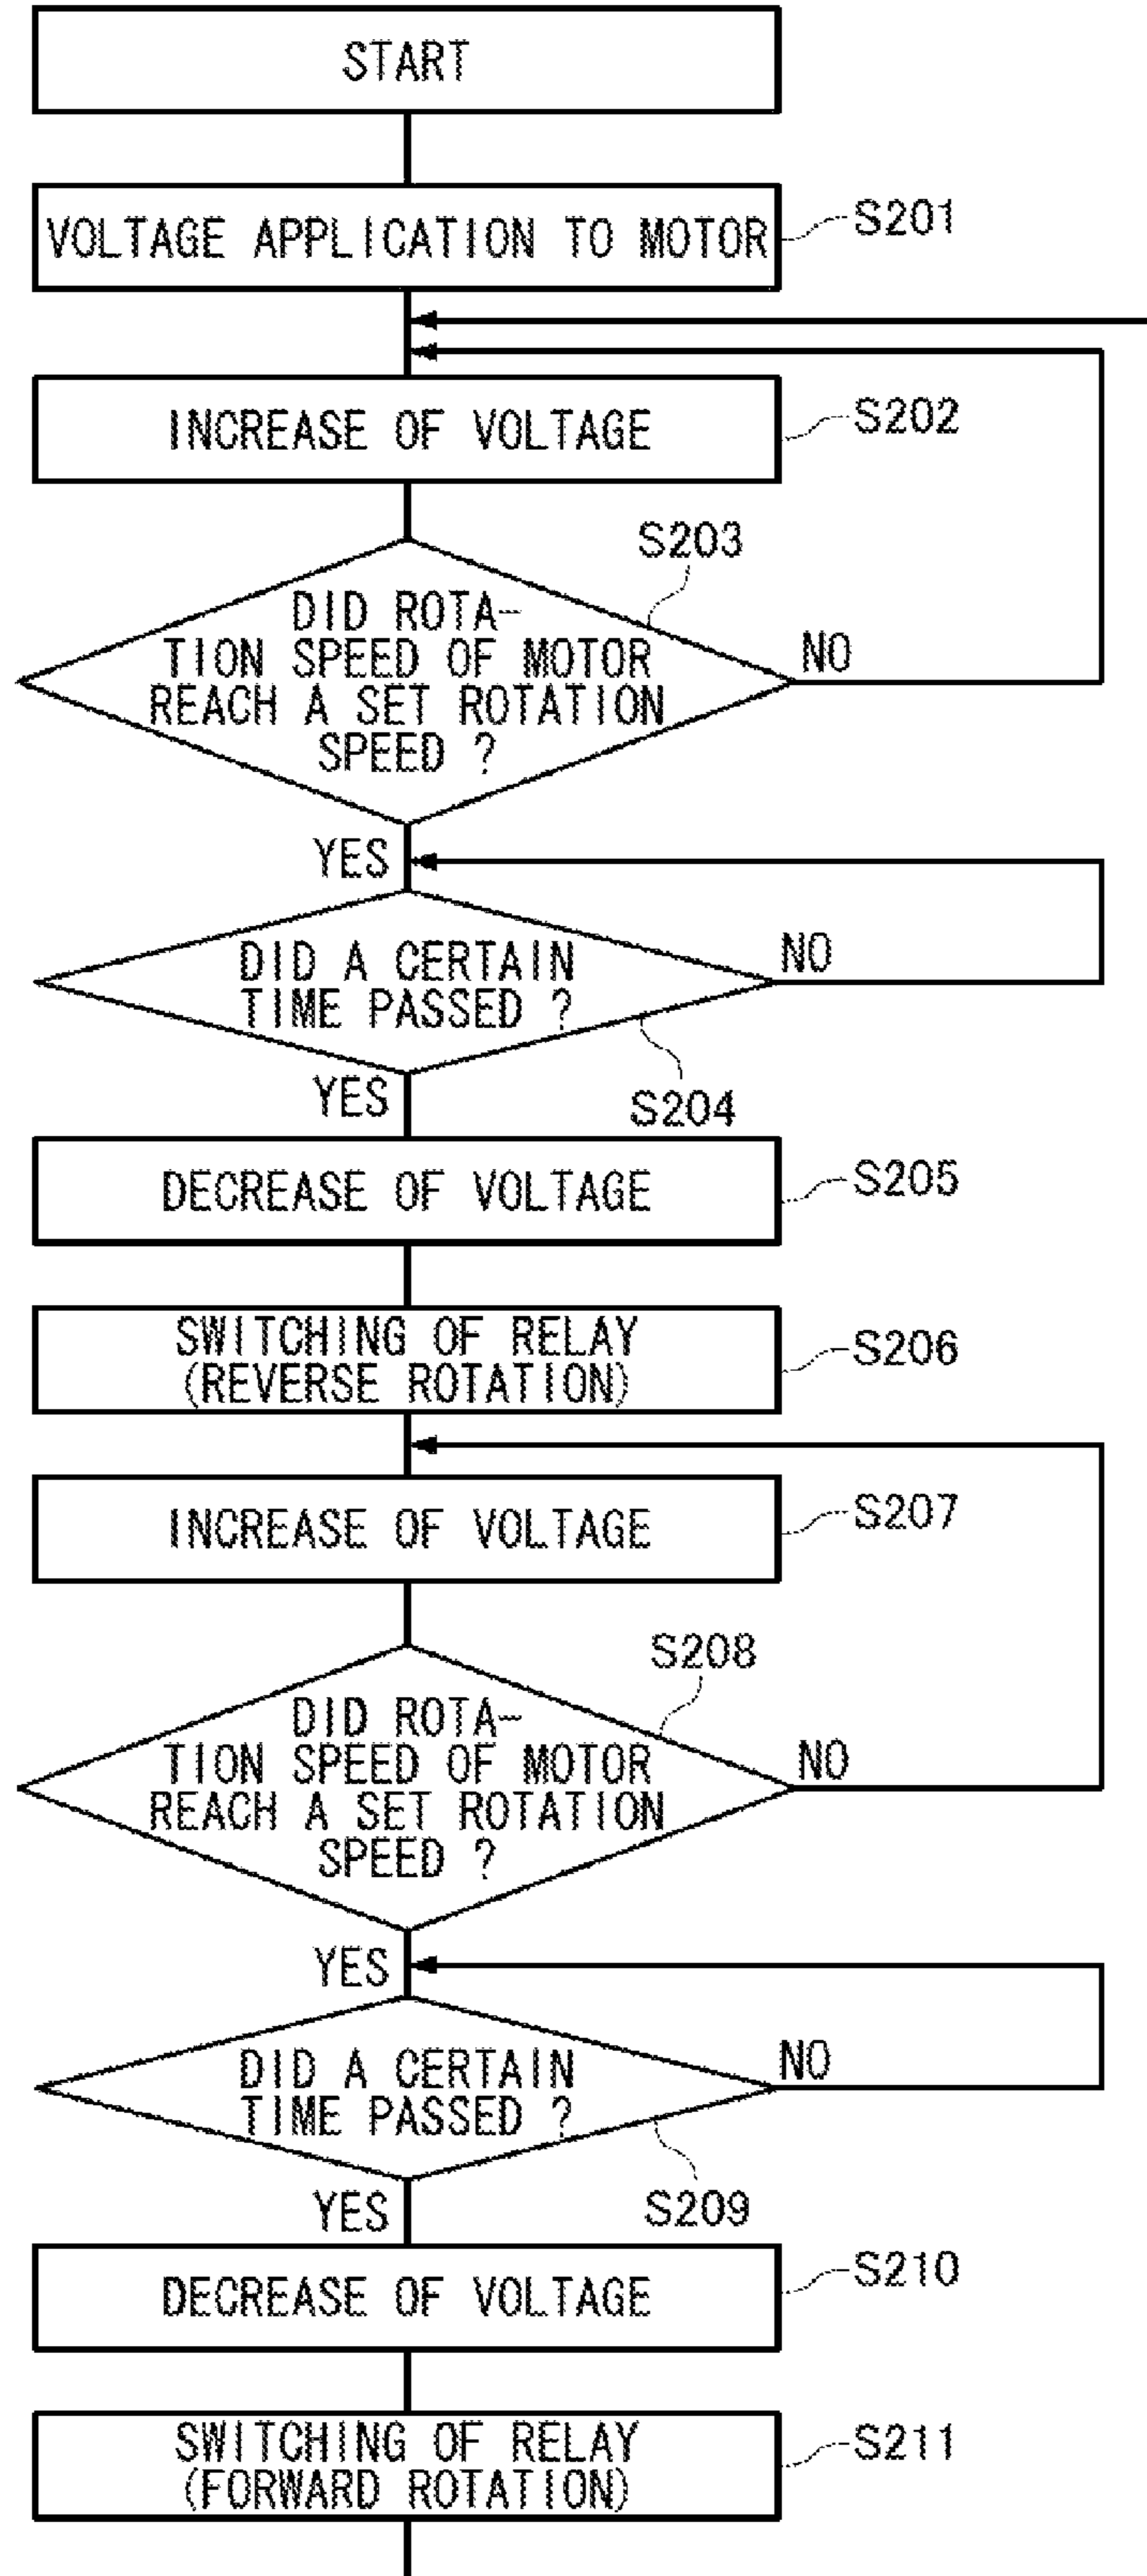 START
VOLTAGE APPLICATION TO MOTOR
S201
INCREASE OF VOLTAGE
S202
S203
DID ROTA-
TION SPEED OF MOTOR
REACH A SET ROTATION
SPEED ?
NO
YES
DID A CERTAIN
TIME PASSED ?
NO
YES
S204
DECREASE OF VOLTAGE
S205
SWITCHING OF RELAY
(REVERSE ROTATION)
S206
INCREASE OF VOLTAGE
S207
S208
DID ROTA-
TION SPEED OF MOTOR
REACH A SET ROTATION
SPEED ?
NO
YES
DID A CERTAIN
TIME PASSED ?
NO
YES
S209
DECREASE OF VOLTAGE
S210
SWITCHING OF RELAY
(FORWARD ROTATION)
S211